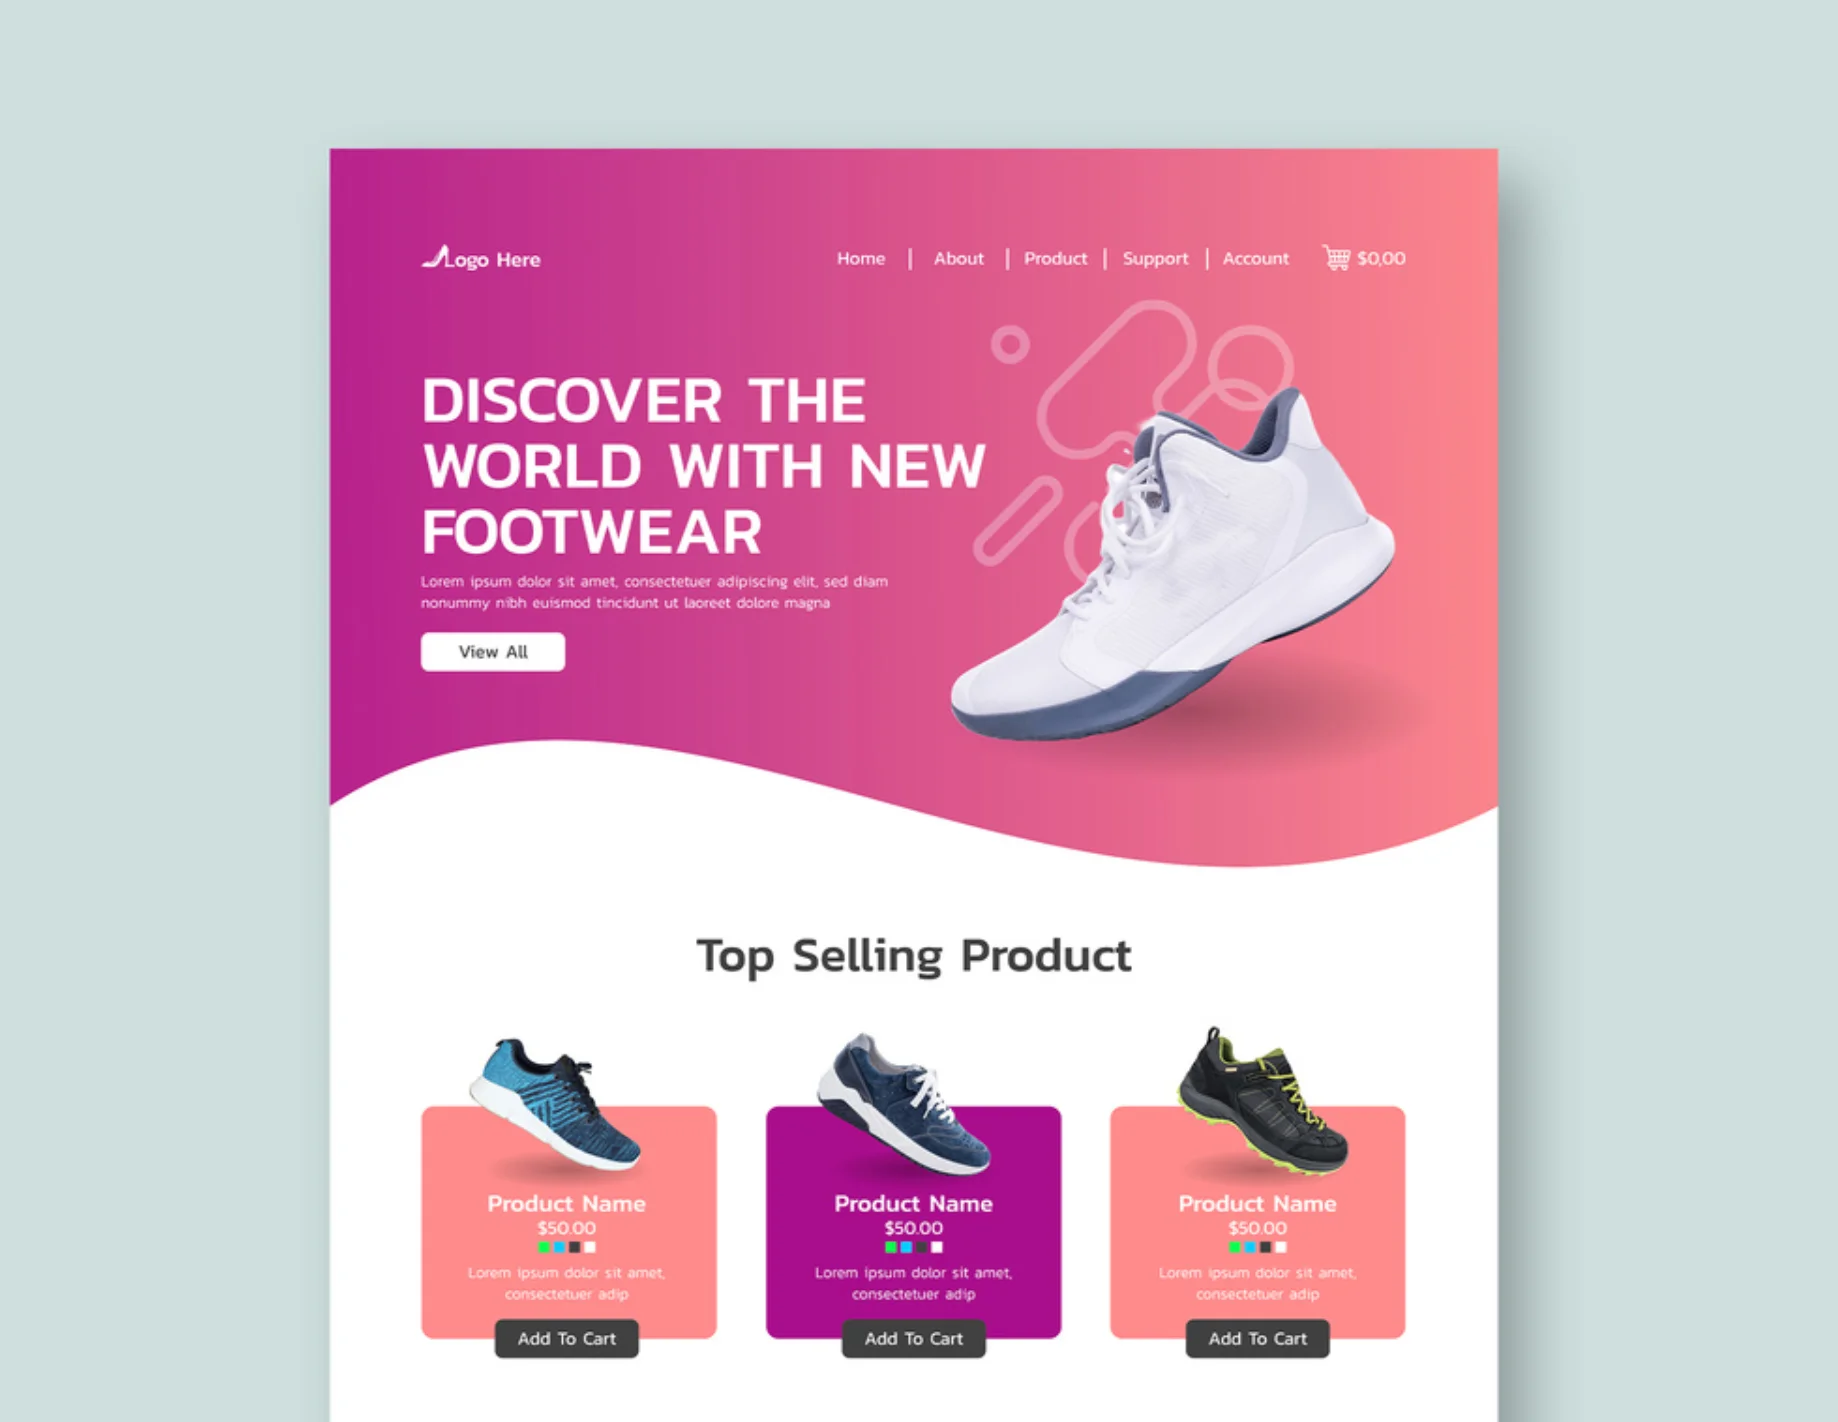 Logo Here
Home | About | Product | Support | Account $0,00
DISCOVER THE
WORLD WITH NEW
FOOTWEAR
Lorem ipsum dolor sit amet, consectetuer adipiscing elit, sed diam
nonummy nibh euismod tincidunt ut laoreet dolore magna
View All
Top Selling Product
Product Name
$50.00
Lorem ipsum dolor sit amet,
consectetuer adip
Add To Cart
Product Name
$50.00
Lorem ipsum dolor sit amet,
consectetuer adip
Add To Cart
Product Name
$50.00
Lorem ipsum dolor sit amet,
consectetuer adip
Add To Cart